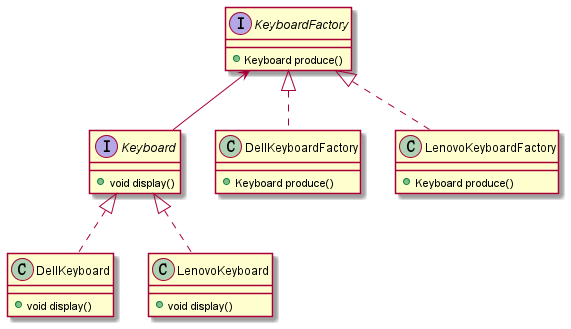 I KeyboardFactory
Keyboard produce()
I Keyboard
void display()
C DellKeyboardFactory
Keyboard produce()
C LenovoKeyboardFactory
Keyboard produce()
C DellKeyboard
void display()
C LenovoKeyboard
void display()